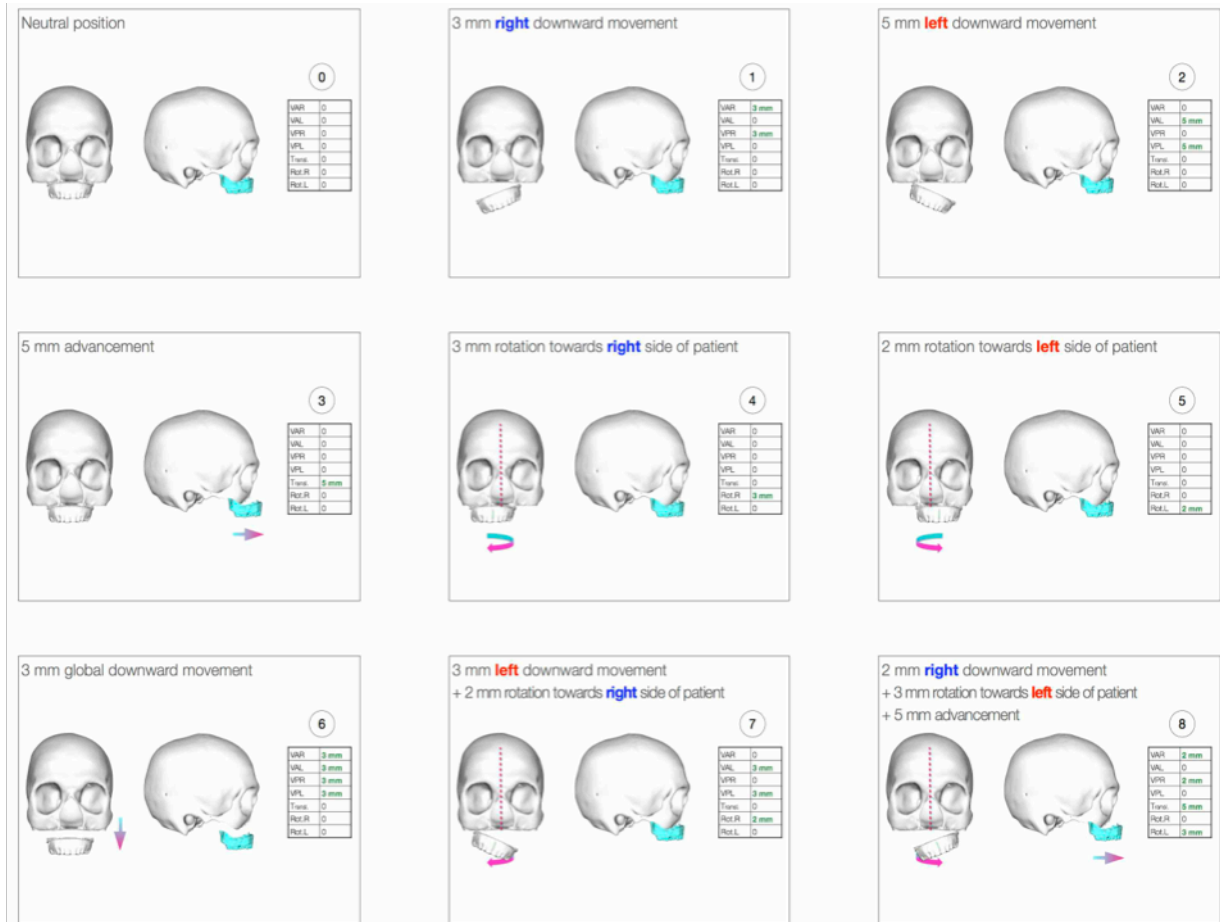 Neutral position
0
VAR 0
VAL 0
VPR 0
VPL 0
Transl. 0
Rot.R 0
Rot.L 0
3 mm right downward movement
1
VAR 3 mm
VAL 0
VPR 3 mm
VPL 0
Transl. 0
Rot.R 0
Rot.L 0
5 mm left downward movement
2
VAR 0
VAL 5 mm
VPR 0
VPL 5 mm
Transl. 0
Rot.R 0
Rot.L 0
5 mm advancement
3
VAR 0
VAL 0
VPR 0
VPL 0
Transl. 5 mm
Rot.R 0
Rot.L 0
3 mm rotation towards right side of patient
4
VAR 0
VAL 0
VPR 0
VPL 0
Transl. 0
Rot.R 3 mm
Rot.L 0
2 mm rotation towards left side of patient
5
VAR 0
VAL 0
VPR 0
VPL 0
Transl. 0
Rot.R 0
Rot.L 2 mm
3 mm global downward movement
6
VAR 3 mm
VAL 3 mm
VPR 3 mm
VPL 3 mm
Transl. 0
Rot.R 0
Rot.L 0
3 mm left downward movement
+ 2 mm rotation towards right side of patient
7
VAR 0
VAL 3 mm
VPR 0
VPL 3 mm
Transl. 0
Rot.R 2 mm
Rot.L 0
2 mm right downward movement
+ 3 mm rotation towards left side of patient
+ 5 mm advancement
8
VAR 2 mm
VAL 0
VPR 2 mm
VPL 0
Transl. 5 mm
Rot.R 0
Rot.L 3 mm